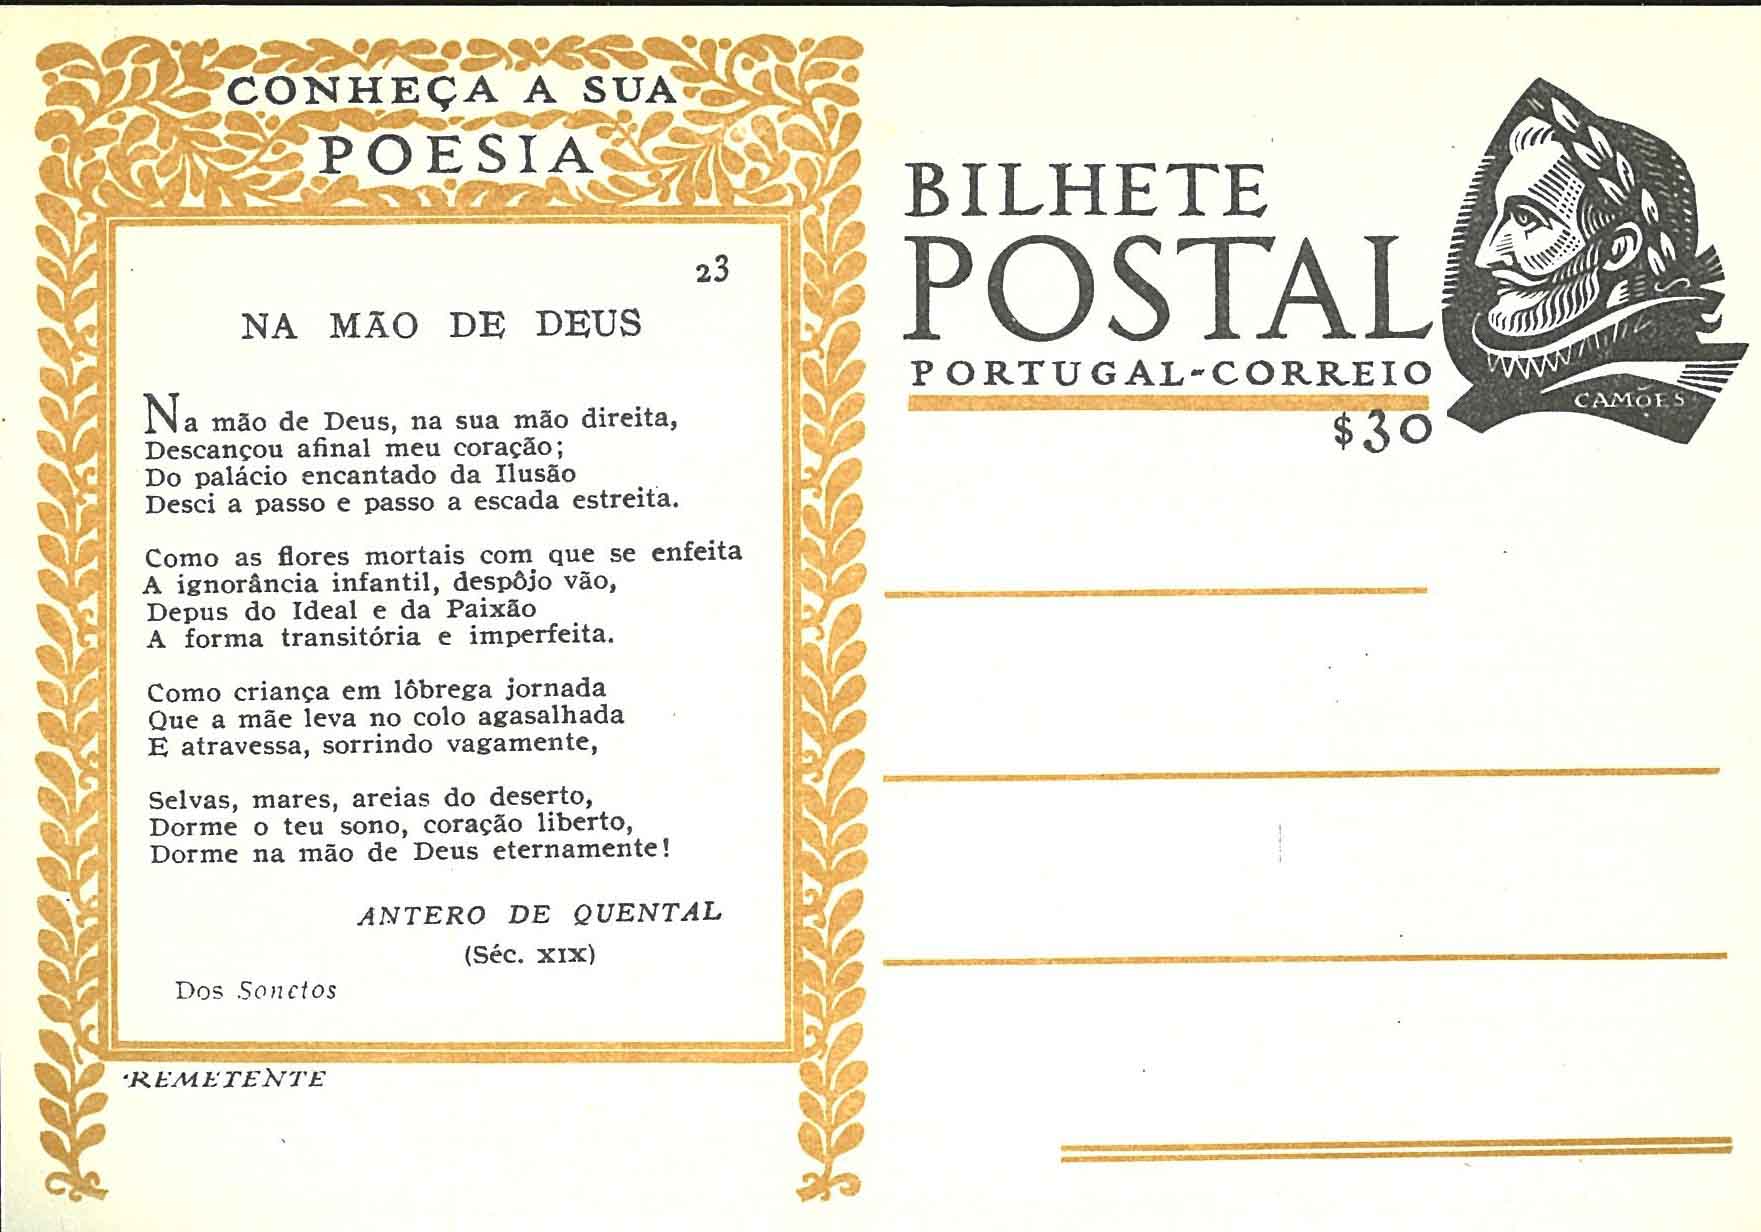 CONHEÇA A SUA
POESIA
23
NA MÃO DE DEUS
Na mão de Deus, na sua mão direita,
Descançou afinal meu coração;
Do palácio encantado da Ilusão
Desci a passo e passo a escada estreita.
Como as flores mortais com que se enfeita
A ignorância infantil, despôjo vão,
Depus do Ideal e da Paixão
A forma transitória e imperfeita.
Como criança em lôbrega jornada
Que a mãe leva no colo agasalhada
E atravessa, sorrindo vagamente,
Selvas, mares, areias do deserto,
Dorme o teu sono, coração liberto,
Dorme na mão de Deus eternamente!
ANTERO DE QUENTAL
(Séc. XIX)
Dos Sonetos
REMETENTE
BILHETE
POSTAL
PORTUGAL-CORREIO
$30
CAMÕES